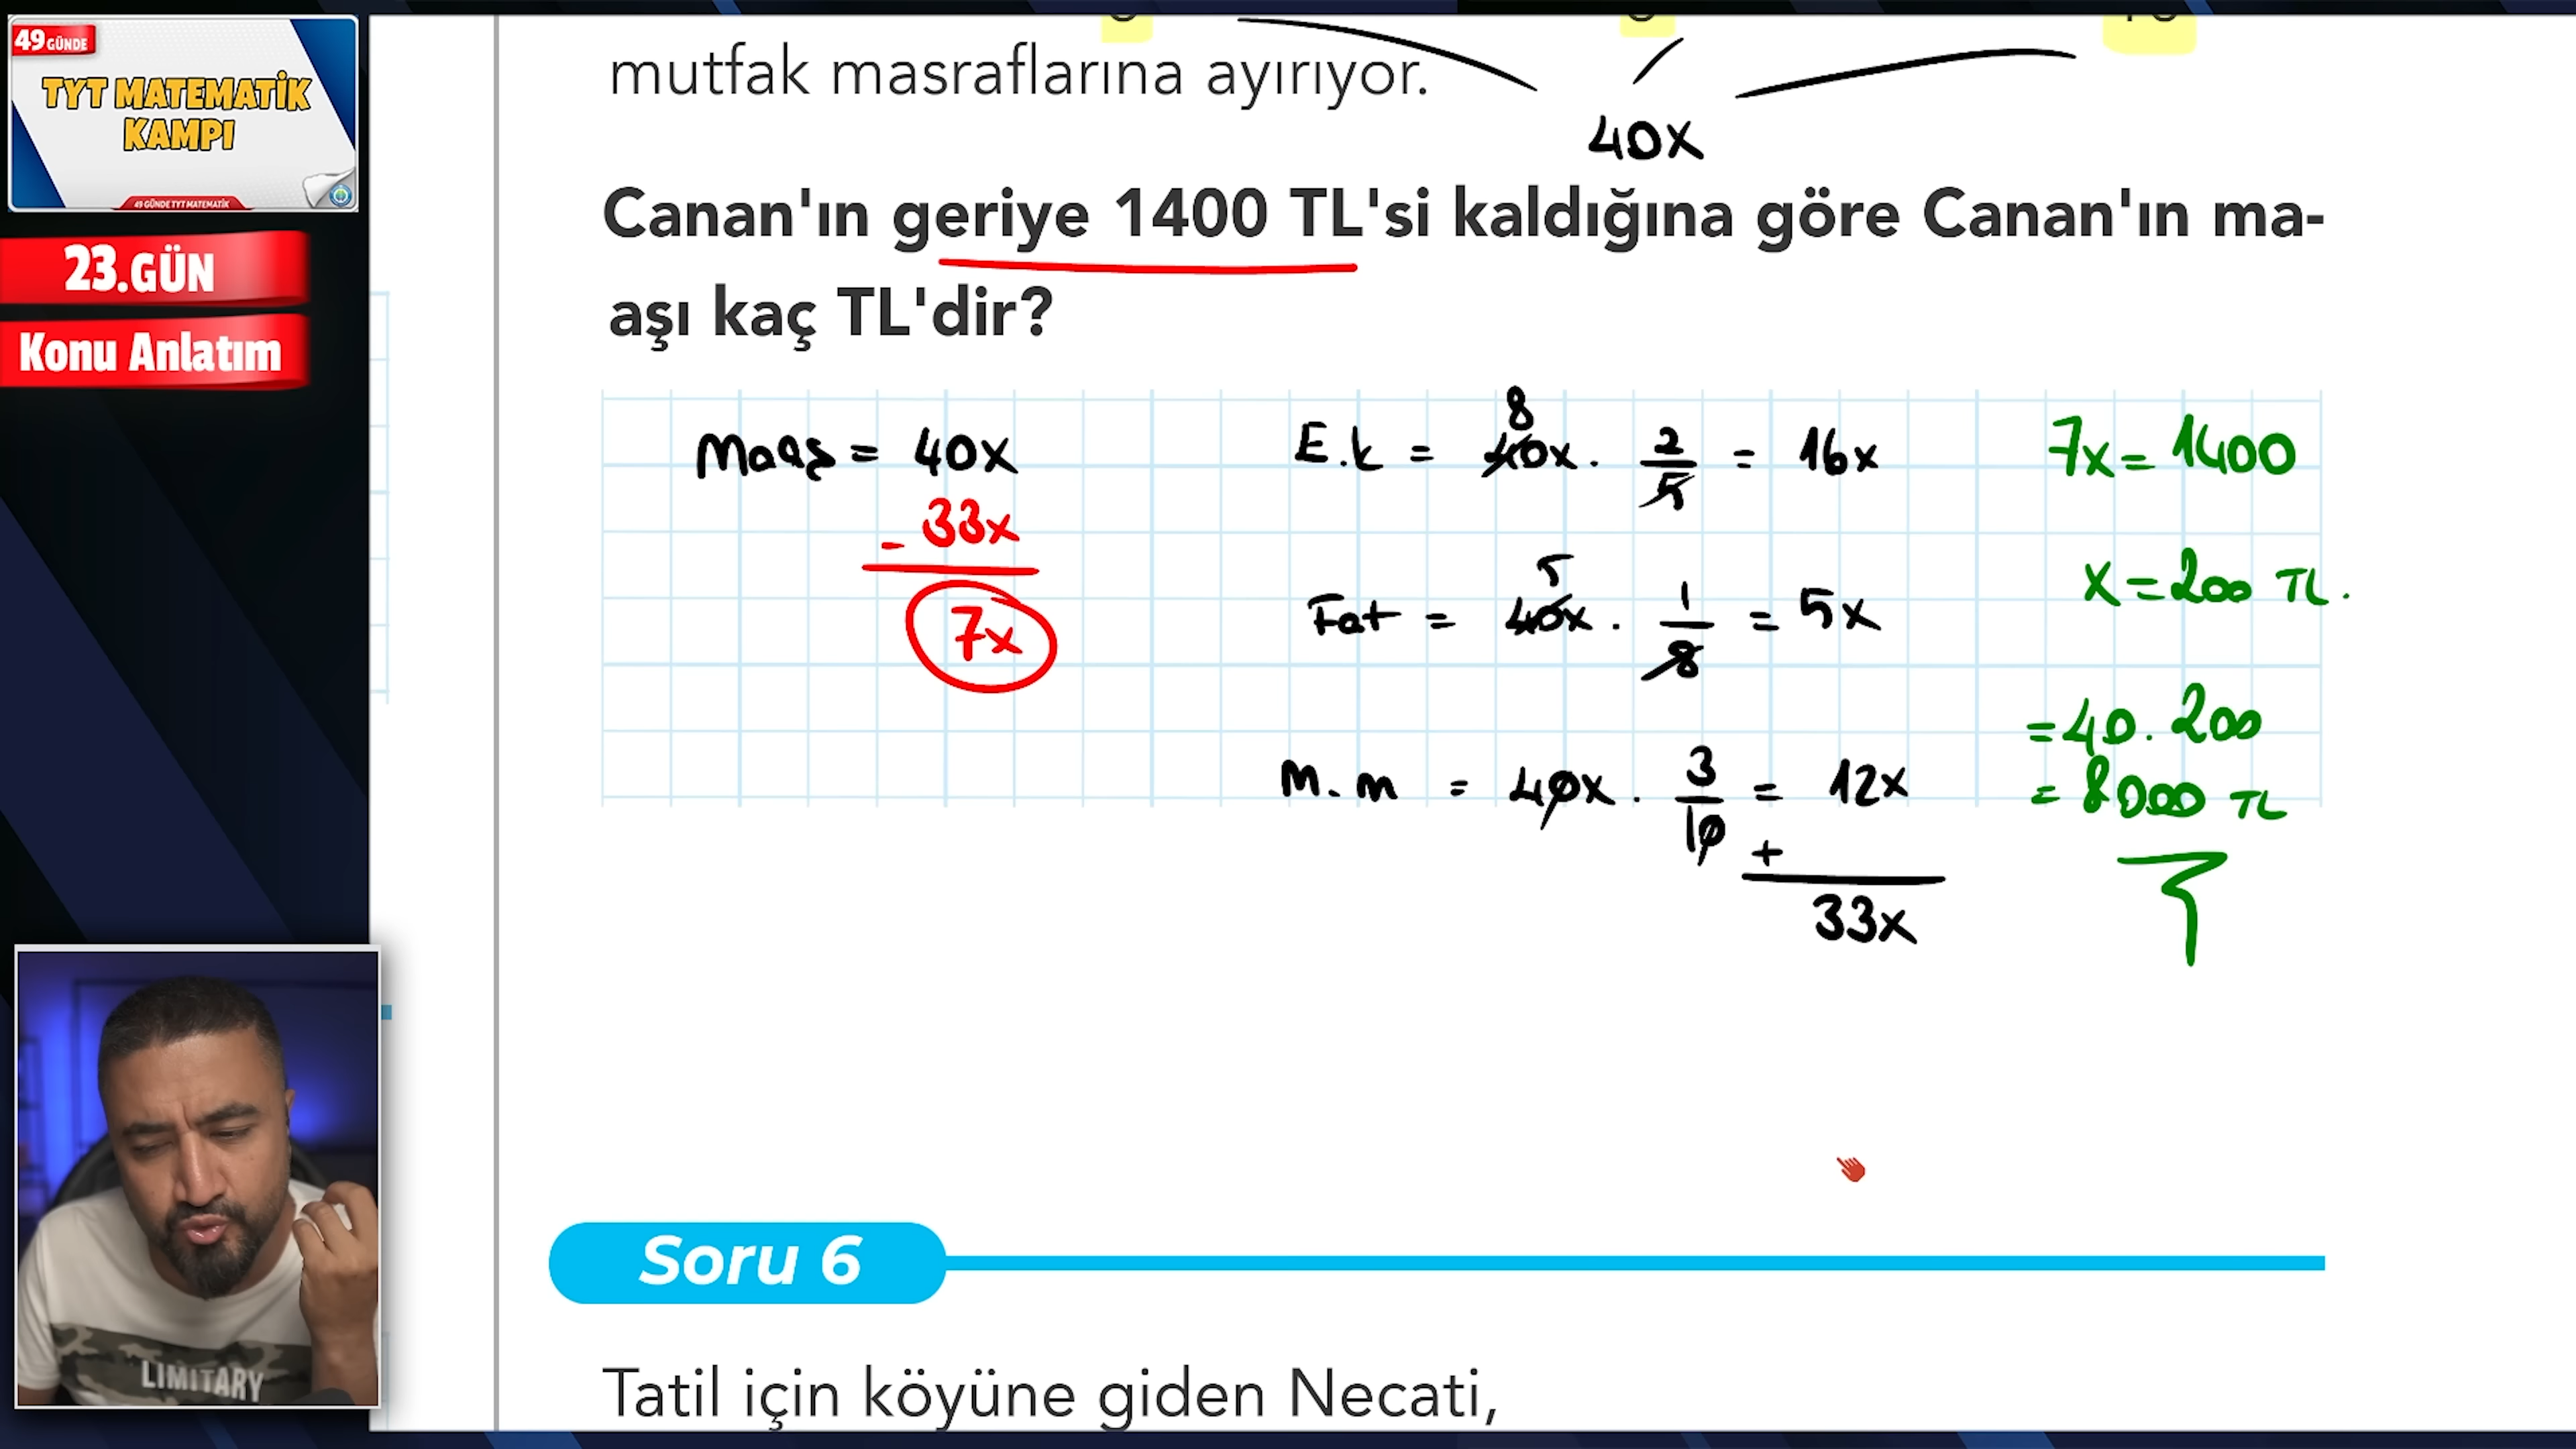 49 GÜNDE
TYT MATEMATİK
KAMPI
49 GÜNDE TYT MATEMATİK
23.GÜN
Konu Anlatım
mutfak masraflarına ayırıyor.
40x
Canan'ın geriye 1400 TL'si kaldığına göre Canan'ın ma-
aşı kaç TL'dir?
Maaş = 40x
- 33x
7x
8
E.k = 40x . 2/5 = 16x
5
Fat = 40x . 1/8 = 5x
m.m = 40x . 3/10 = 12x
+
33x
7x = 1400
x = 200 TL.
= 40 . 200
= 8000 TL
Soru 6
Tatil için köyüne giden Necati,
LIMITARY